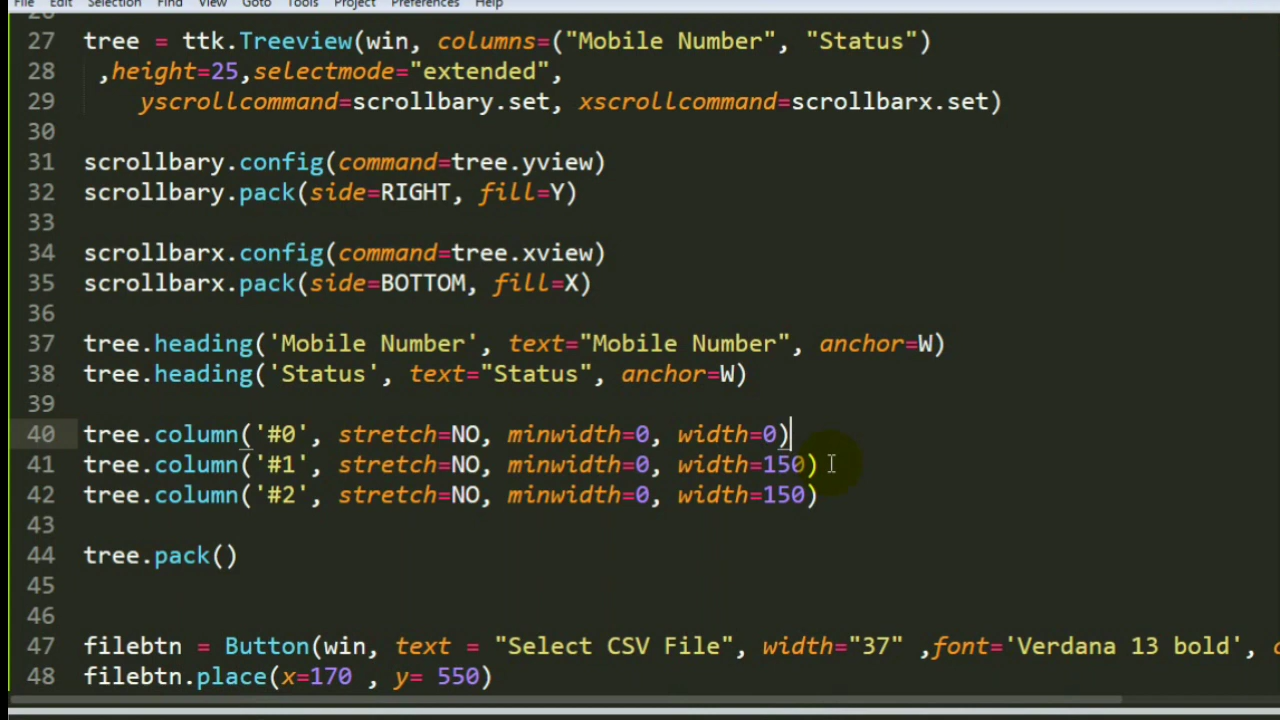 File Edit Selection Find View Goto Tools Project Preferences Help
27 tree = ttk.Treeview(win, columns=("Mobile Number", "Status")
28 ,height=25,selectmode="extended",
29 yscrollcommand=scrollbary.set, xscrollcommand=scrollbarx.set)
30
31 scrollbary.config(command=tree.yview)
32 scrollbary.pack(side=RIGHT, fill=Y)
33
34 scrollbarx.config(command=tree.xview)
35 scrollbarx.pack(side=BOTTOM, fill=X)
36
37 tree.heading('Mobile Number', text="Mobile Number", anchor=W)
38 tree.heading('Status', text="Status", anchor=W)
39
40 tree.column('#0', stretch=NO, minwidth=0, width=0)
41 tree.column('#1', stretch=NO, minwidth=0, width=150)
42 tree.column('#2', stretch=NO, minwidth=0, width=150)
43
44 tree.pack()
45
46
47 filebtn = Button(win, text = "Select CSV File", width="37" ,font='Verdana 13 bold',
48 filebtn.place(x=170 , y= 550)